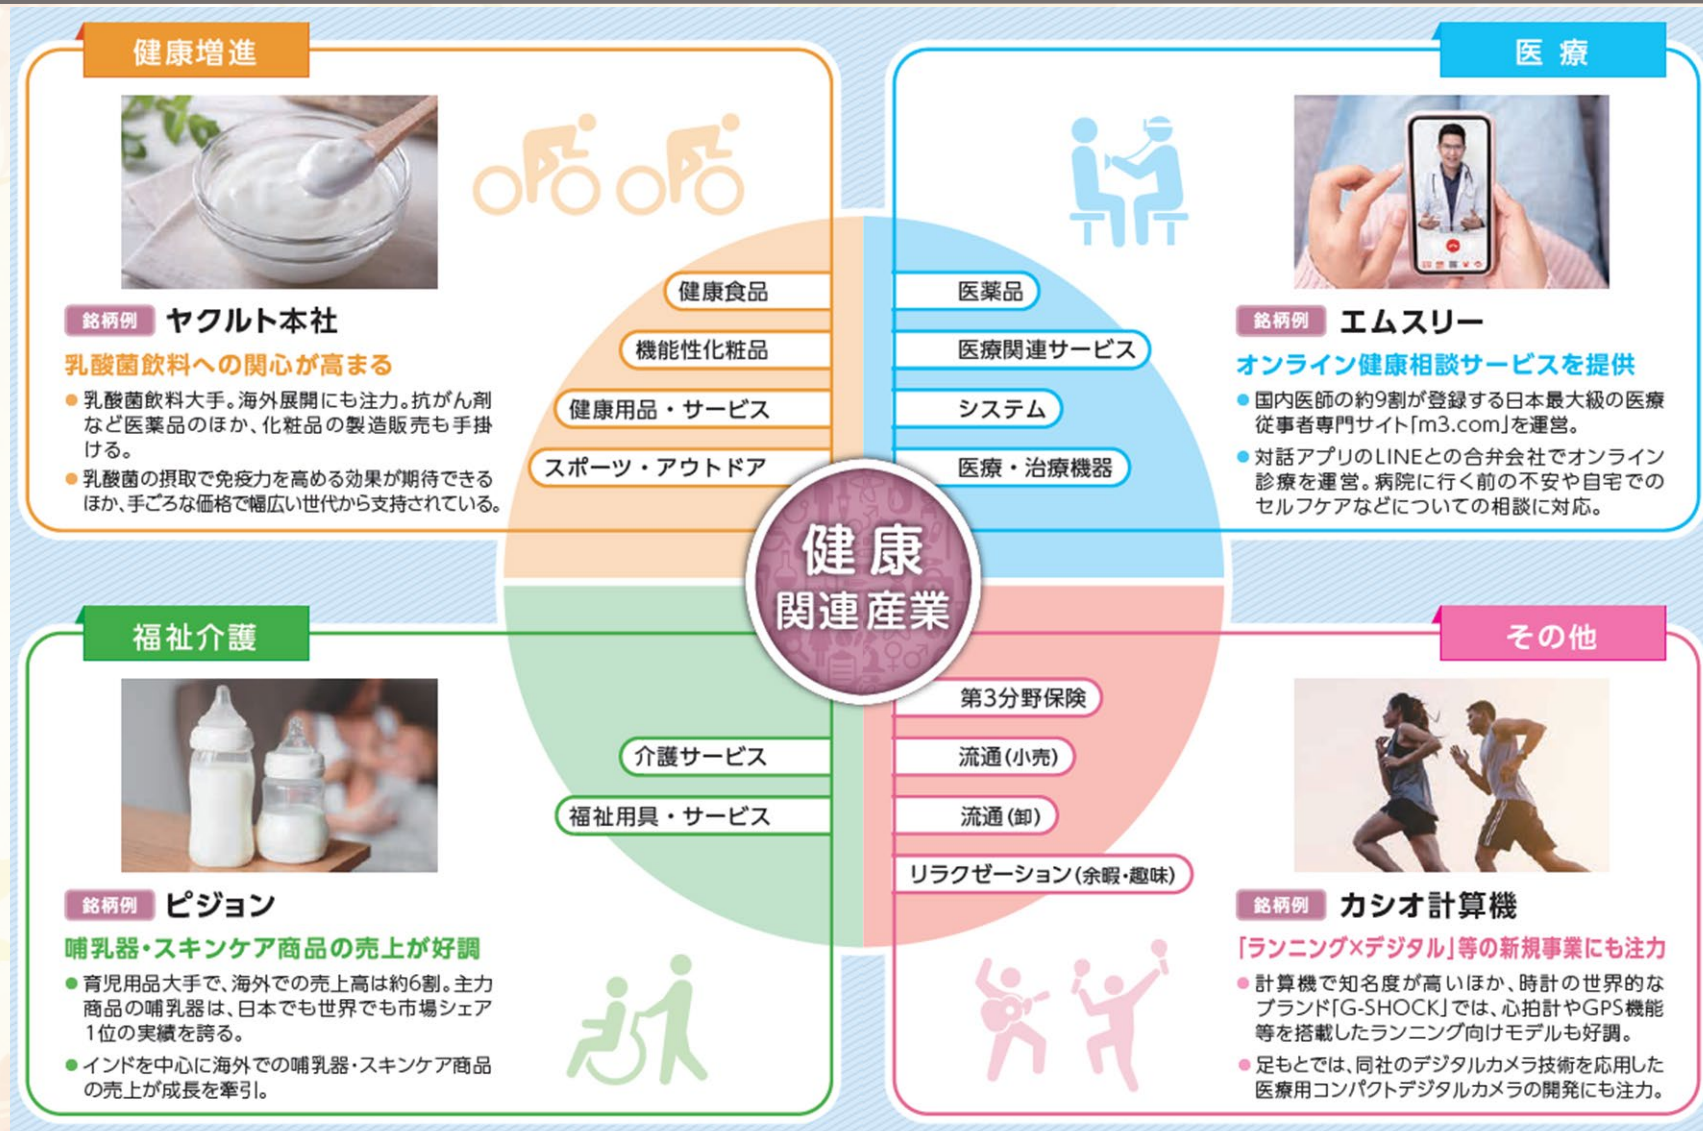 健康増進
銘柄例 ヤクルト本社
乳酸菌飲料への関心が高まる
●乳酸菌飲料大手。海外展開にも注力。抗がん剤
など医薬品のほか、化粧品の製造販売も手掛
ける。
●乳酸菌の摂取で免疫力を高める効果が期待できる
ほか、手ごろな価格で幅広い世代から支持されている。
健康食品
機能性化粧品
健康用品・サービス
スポーツ・アウトドア
医療
医薬品
医療関連サービス
システム
医療・治療機器
銘柄例 エムスリー
オンライン健康相談サービスを提供
●国内医師の約9割が登録する日本最大級の医療
従事者専門サイト「m3.com」を運営。
●対話アプリのLINEとの合弁会社でオンライン
診療を運営。病院に行く前の不安や自宅での
セルフケアなどについての相談に対応。
健康
関連産業
福祉介護
銘柄例 ピジョン
哺乳器・スキンケア商品の売上が好調
●育児用品大手で、海外での売上高は約6割。主力
商品の哺乳器は、日本でも世界でも市場シェア
1位の実績を誇る。
●インドを中心に海外での哺乳器・スキンケア商品
の売上が成長を牽引。
介護サービス
福祉用具・サービス
その他
第3分野保険
流通(小売)
流通(卸)
リラクゼーション(余暇・趣味)
銘柄例 カシオ計算機
「ランニング×デジタル」等の新規事業にも注力
●計算機で知名度が高いほか、時計の世界的な
ブランド「G-SHOCK」では、心拍計やGPS機能
等を搭載したランニング向けモデルも好調。
●足もとでは、同社のデジタルカメラ技術を応用した
医療用コンパクトデジタルカメラの開発にも注力。